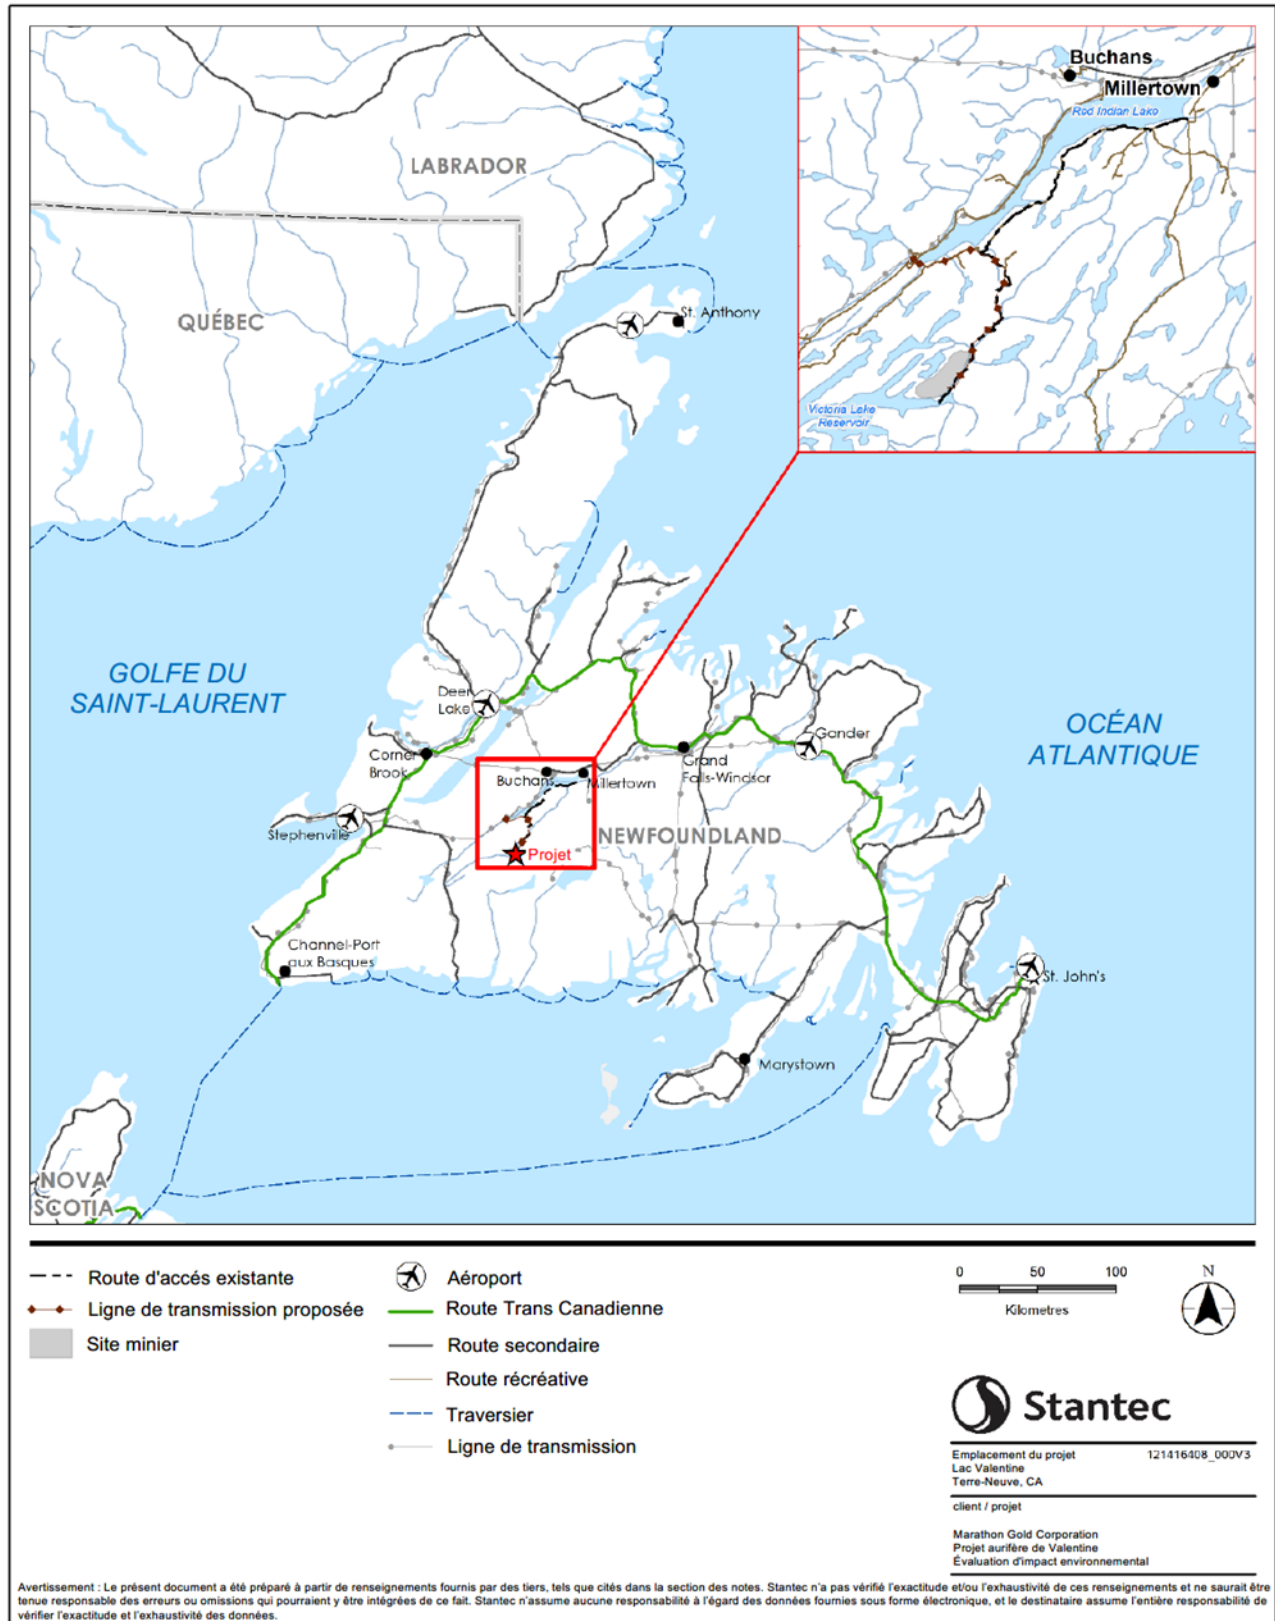 Buchans
Millertown
Red Indian Lake
Victoria Lake
Reservoir
LABRADOR
QUÉBEC
St. Anthony
GOLFE DU
SAINT-LAURENT
OCÉAN
ATLANTIQUE
Deer
Lake
Corner
Brook
Gander
Grand
Falls-Windsor
Buchans
Millertown
Stephenville
NEWFOUNDLAND
Projet
Channel-Port
aux Basques
St. John's
Marystown
NOVA
SCOTIA
Route d'accés existante
Ligne de transmission proposée
Site minier
Aéroport
Route Trans Canadienne
Route secondaire
Route récréative
Traversier
Ligne de transmission
0 50 100
Kilometres
N
Stantec
Emplacement du projet 121416408_000V3
Lac Valentine
Terre-Neuve, CA
client / projet
Marathon Gold Corporation
Projet aurifère de Valentine
Évaluation d'impact environnemental
Avertissement : Le présent document a été préparé à partir de renseignements fournis par des tiers, tels que cités dans la section des notes. Stantec n'a pas vérifié l'exactitude et/ou l'exhaustivité de ces renseignements et ne saurait être
tenue responsable des erreurs ou omissions qui pourraient y être intégrées de ce fait. Stantec n'assume aucune responsabilité à l'égard des données fournies sous forme électronique, et le destinataire assume l'entière responsabilité de
vérifier l'exactitude et l'exhaustivité des données.